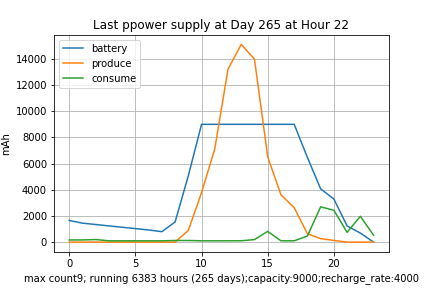 Last ppower supply at Day 265 at Hour 22
battery
produce
consume
mAh
14000
12000
10000
8000
6000
4000
2000
0
0 5 10 15 20
max count9; running 6383 hours (265 days);capacity:9000;recharge_rate:4000